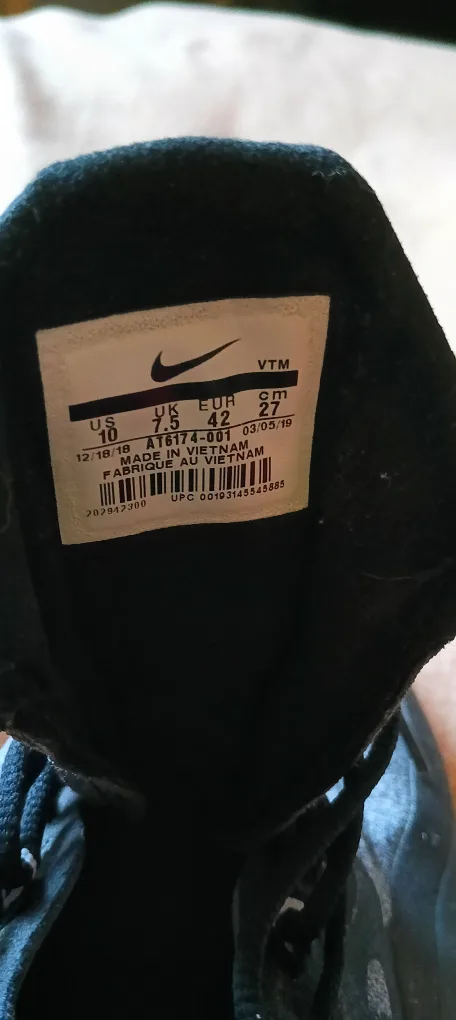 VTM
US UK EUR cm
10 7.5 42 27
12/18/18 AT6174-001 03/05/19
MADE IN VIETNAM
FABRIQUE AU VIETNAM
202942300 UPC 00193145545885